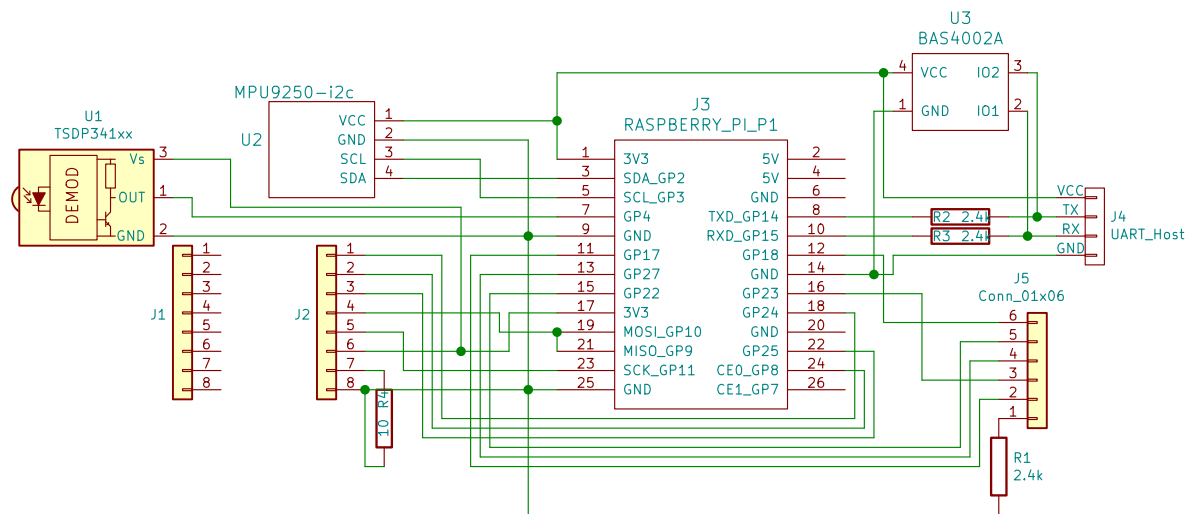 U3
BAS4002A
4 VCC IO2 3
1 GND IO1 2
MPU9250-i2c
U2
VCC 1
GND 2
SCL 3
SDA 4
U1
TSDP341xx
DEMOD
Vs 3
OUT 1
GND 2
J3
RASPBERRY_PI_P1
1 3V3 5V 2
3 SDA_GP2 5V 4
5 SCL_GP3 GND 6
7 GP4 TXD_GP14 8
9 GND RXD_GP15 10
11 GP17 GP18 12
13 GP27 GND 14
15 GP22 GP23 16
17 3V3 GP24 18
19 MOSI_GP10 GND 20
21 MISO_GP9 GP25 22
23 SCK_GP11 CE0_GP8 24
25 GND CE1_GP7 26
R2 2.4k
R3 2.4k
VCC
TX
RX
GND
J4
UART_Host
J1
1
2
3
4
5
6
7
8
J2
1
2
3
4
5
6
7
8
10 R4
J5
Conn_01x06
6
5
4
3
2
1
R1
2.4k